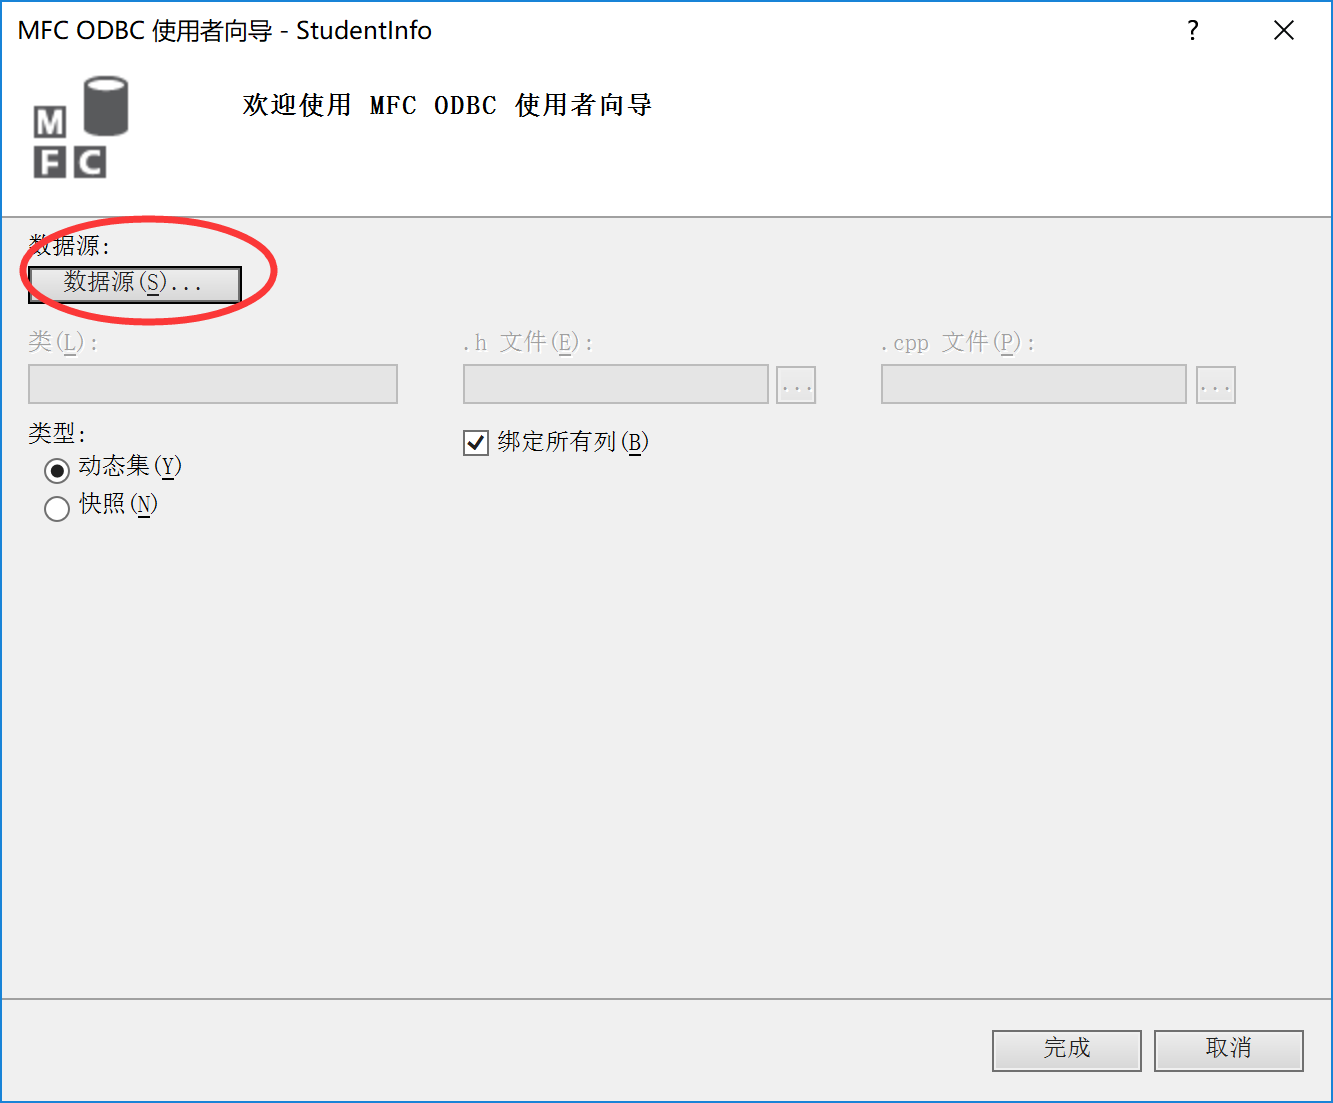 MFC ODBC 使用者向导 - StudentInfo
?
M
F C
欢迎使用 MFC ODBC 使用者向导
数据源:
数据源(S)...
类(L): .h 文件(E): .cpp 文件(P):
... ...
类型: 绑定所有列(B)
动态集(Y)
快照(N)
完成 取消